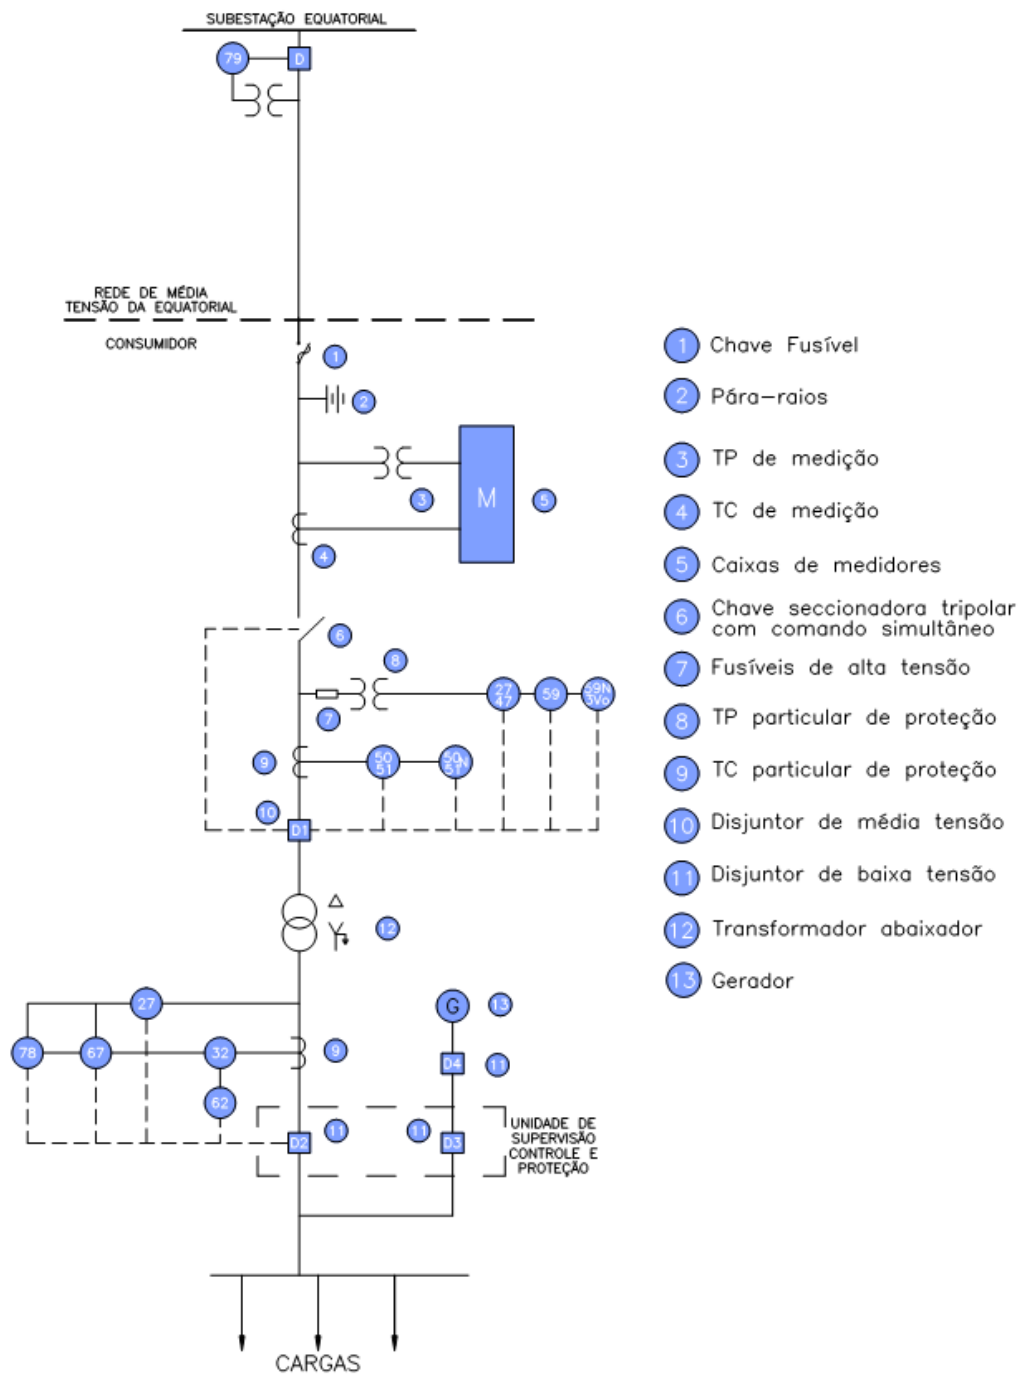 SUBESTAÇÃO EQUATORIAL
79
D
REDE DE MÉDIA
TENSÃO DA EQUATORIAL
CONSUMIDOR
1
2
3
M
5
4
6
8
7
27
47
59
59N
3Vo
9
50
51
50
51N
10
D1
12
27
G
13
78
67
32
9
D4
11
62
11
11
D2
D3
UNIDADE DE
SUPERVISÃO
CONTROLE E
PROTEÇÃO
CARGAS
1 Chave Fusível
2 Pára-raios
3 TP de medição
4 TC de medição
5 Caixas de medidores
6 Chave seccionadora tripolar
com comando simultâneo
7 Fusíveis de alta tensão
8 TP particular de proteção
9 TC particular de proteção
10 Disjuntor de média tensão
11 Disjuntor de baixa tensão
12 Transformador abaixador
13 Gerador